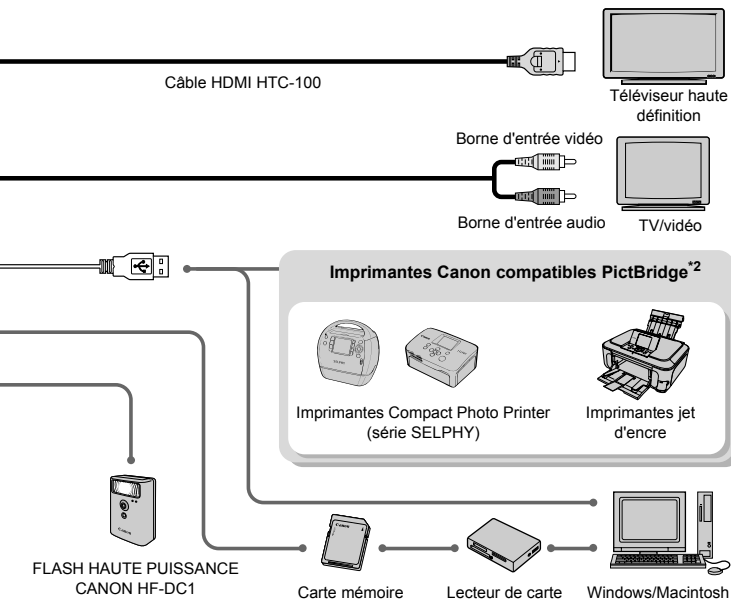 Câble HDMI HTC-100
Téléviseur haute
définition
Borne d'entrée vidéo
Borne d'entrée audio
TV/vidéo
Imprimantes Canon compatibles PictBridge*2
Imprimantes Compact Photo Printer
(série SELPHY)
Imprimantes jet
d'encre
FLASH HAUTE PUISSANCE
CANON HF-DC1
Carte mémoire
Lecteur de carte
Windows/Macintosh